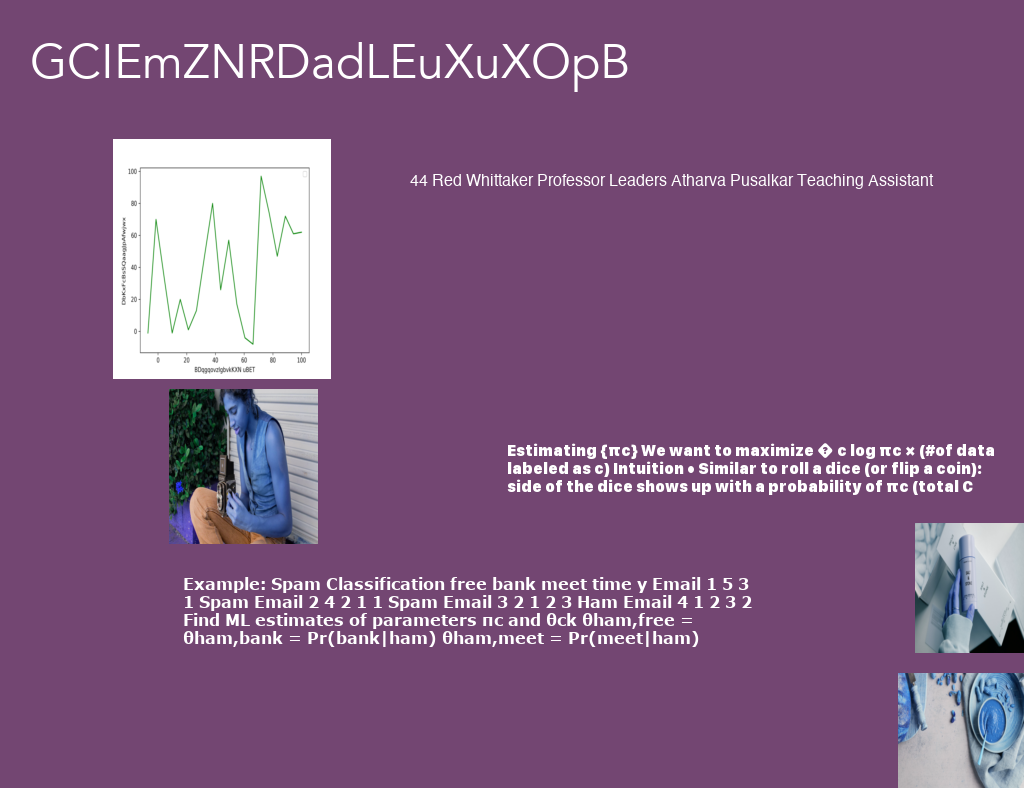 GCIEmZNRDadLEuXuXOpB
44 Red Whittaker Professor Leaders Atharva Pusalkar Teaching Assistant
100
80
60
40
20
0
0 20 40 60 80 100
Estimating {πc} We want to maximize � c log πc × (#of data
labeled as c) Intuition • Similar to roll a dice (or flip a coin):
side of the dice shows up with a probability of πc (total C
Example: Spam Classification free bank meet time y Email 1 5 3
1 Spam Email 2 4 2 1 1 Spam Email 3 2 1 2 3 Ham Email 4 1 2 3 2
Find ML estimates of parameters πc and θck θham,free =
θham,bank = Pr(bank|ham) θham,meet = Pr(meet|ham)